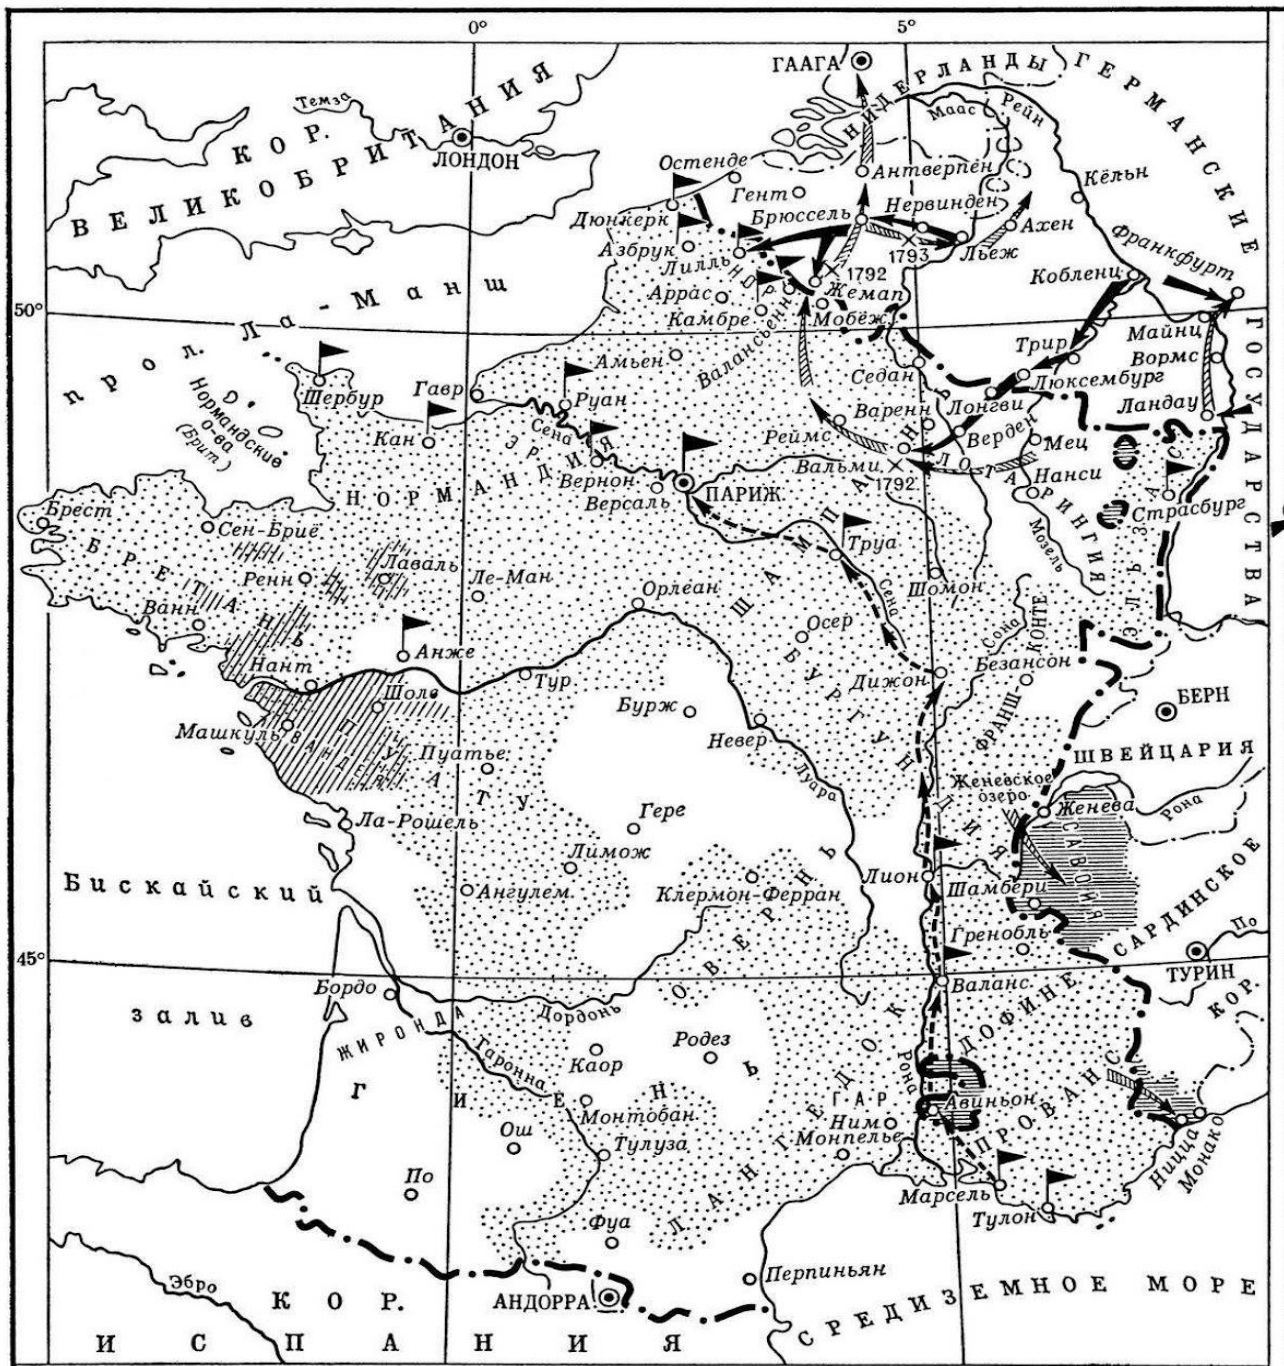 0°
5°
ГААГА
НИДЕРЛАНДЫ
ГЕРМАНСКИЕ
ГОСУДАРСТВА
Темза
КОР.
ВЕЛИКОБРИТАНИЯ
ЛОНДОН
Маас
Рейн
Остенде
Антверпен
Кёльн
Гент
Дюнкерк
Брюссель
Нервинден
Ахен
Азбрук
1793
Льеж
Франкфурт
Лилль
1792
Кобленц
НОР
Жемап
Аррас
Камбре
Мобёж
Валансьенн
Майнц
50°
прол. Ла-Манш
Амьен
Трир
Вормс
Седан
Люксембург
Шербур
Гавр
Руан
Варенн
Лонгви
Ландау
Нормандские
о-ва
(Брит.)
Кан
Сена
ЭР
Реймс
Верден
Мец
Вальми
1792
ЛОТАРИНГИЯ
Нанси
НОРМАНДИЯ
Вернон
Версаль
ПАРИЖ
Страсбург
ЭЛЬЗАС
Мозель
ШАМПАНЬ
Брест
Сен-Бриё
БРЕТАНЬ
Ренн
Лаваль
Ле-Ман
Орлеан
Труа
Сена
Шомон
Ванн
Осер
Сона
ФРАНШ-КОНТЕ
Нант
Анже
Тур
БУРГУНДИЯ
Дижон
Безансон
БЕРН
Шоле
Бурж
Машкуль
ВАНДЕЯ
Пуатье
ПУАТУ
Невер
Луара
ШВЕЙЦАРИЯ
Женевское
озеро
Женева
Рона
Ла-Рошель
Гере
Лимож
САВОЙЯ
Бискайский
залив
Ангулем
Клермон-Ферран
Лион
Шамбери
ОВЕРНЬ
Гренобль
САРДИНСКОЕ
КОР.
По
ТУРИН
45°
Бордо
Валанс
ЖИРОНДА
Дордонь
ДОФИНЕ
Гаронна
Каор
Родез
Рона
ГИЕНЬ
ГАР
Авиньон
ПРОВАНС
Монтобан
Ним
Ош
Тулуза
Монпелье
ЛАНГЕДОК
Ницца
Монако
По
Марсель
Тулон
Фуа
Перпиньян
Эбро
КОР.
ИСПАНИЯ
АНДОРРА
СРЕДИЗЕМНОЕ МОРЕ